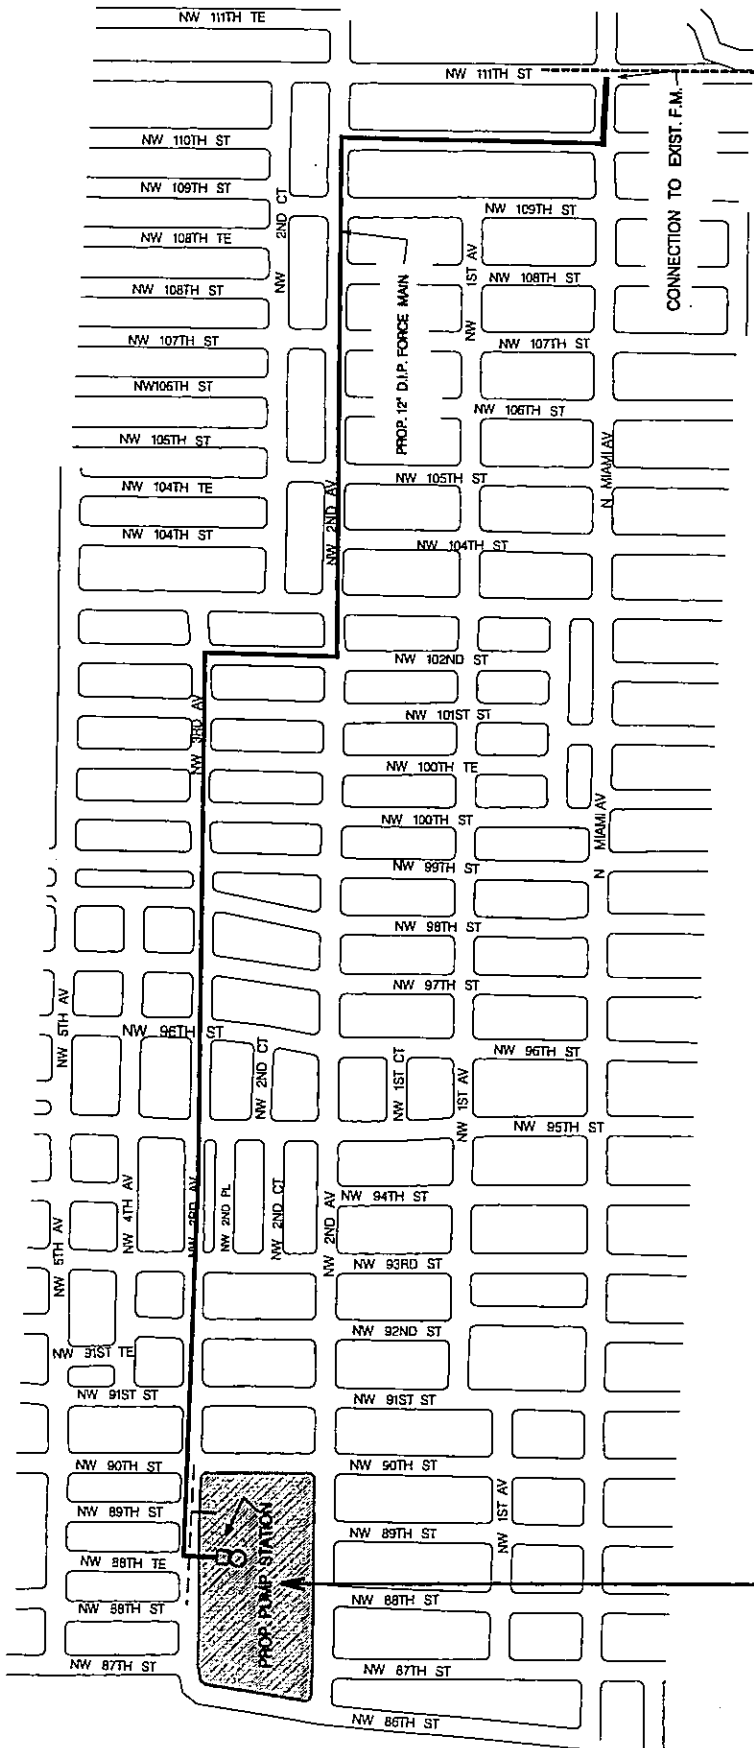 NW 111TH TE
NW 111TH ST
NW 110TH ST
NW 109TH ST
NW 2ND CT
NW 109TH ST
NW 108TH TE
NW 1ST AV
NW 108TH ST
NW 108TH ST
CONNECTION TO EXIST. F.M.
PROP. 12" D.I.P. FORCE MAIN
NW 107TH ST
NW 107TH ST
NW106TH ST
NW 106TH ST
NW 105TH ST
N MIAMI AV
NW 105TH ST
NW 104TH TE
NW 2ND AV
NW 104TH ST
NW 104TH ST
NW 102ND ST
NW 3RD AV
NW 101ST ST
NW 100TH TE
NW 100TH ST
N MIAMI AV
NW 99TH ST
NW 98TH ST
NW 97TH ST
NW 5TH AV
NW 96TH ST
NW 2ND CT
NW 1ST CT
NW 1ST AV
NW 96TH ST
NW 95TH ST
NW 94TH ST
NW 5TH AV
NW 4TH AV
NW 3RD AV
NW 2ND PL
NW 2ND CT
NW 2ND AV
NW 93RD ST
NW 92ND ST
NW 91ST TE
NW 91ST ST
NW 91ST ST
NW 90TH ST
NW 90TH ST
NW 89TH ST
NW 1ST AV
NW 89TH ST
PROP. PUMP STATION
NW 88TH TE
NW 88TH ST
NW 88TH ST
NW 87TH ST
NW 87TH ST
NW 86TH ST